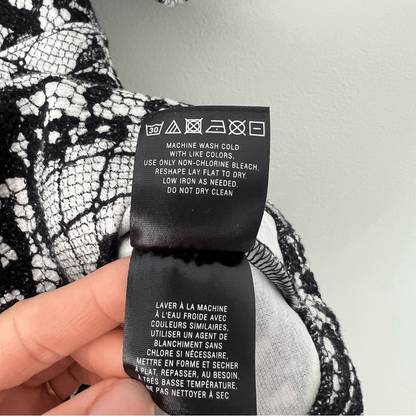 30
MACHINE WASH COLD
WITH LIKE COLORS,
USE ONLY NON-CHLORINE BLEACH,
RESHAPE LAY FLAT TO DRY,
LOW IRON AS NEEDED,
DO NOT DRY CLEAN
LAVER À LA MACHINE
À L'EAU FROIDE AVEC
COULEURS SIMILAIRES,
UTILISER UN AGENT DE
BLANCHIMENT SANS
CHLORE SI NÉCESSAIRE,
REMETTRE EN FORME ET SECHER
A PLAT, REPASSER, AU BESOIN,
À TRÈS BASSE TEMPÉRATURE,
NE PAS NETTOYER À SEC